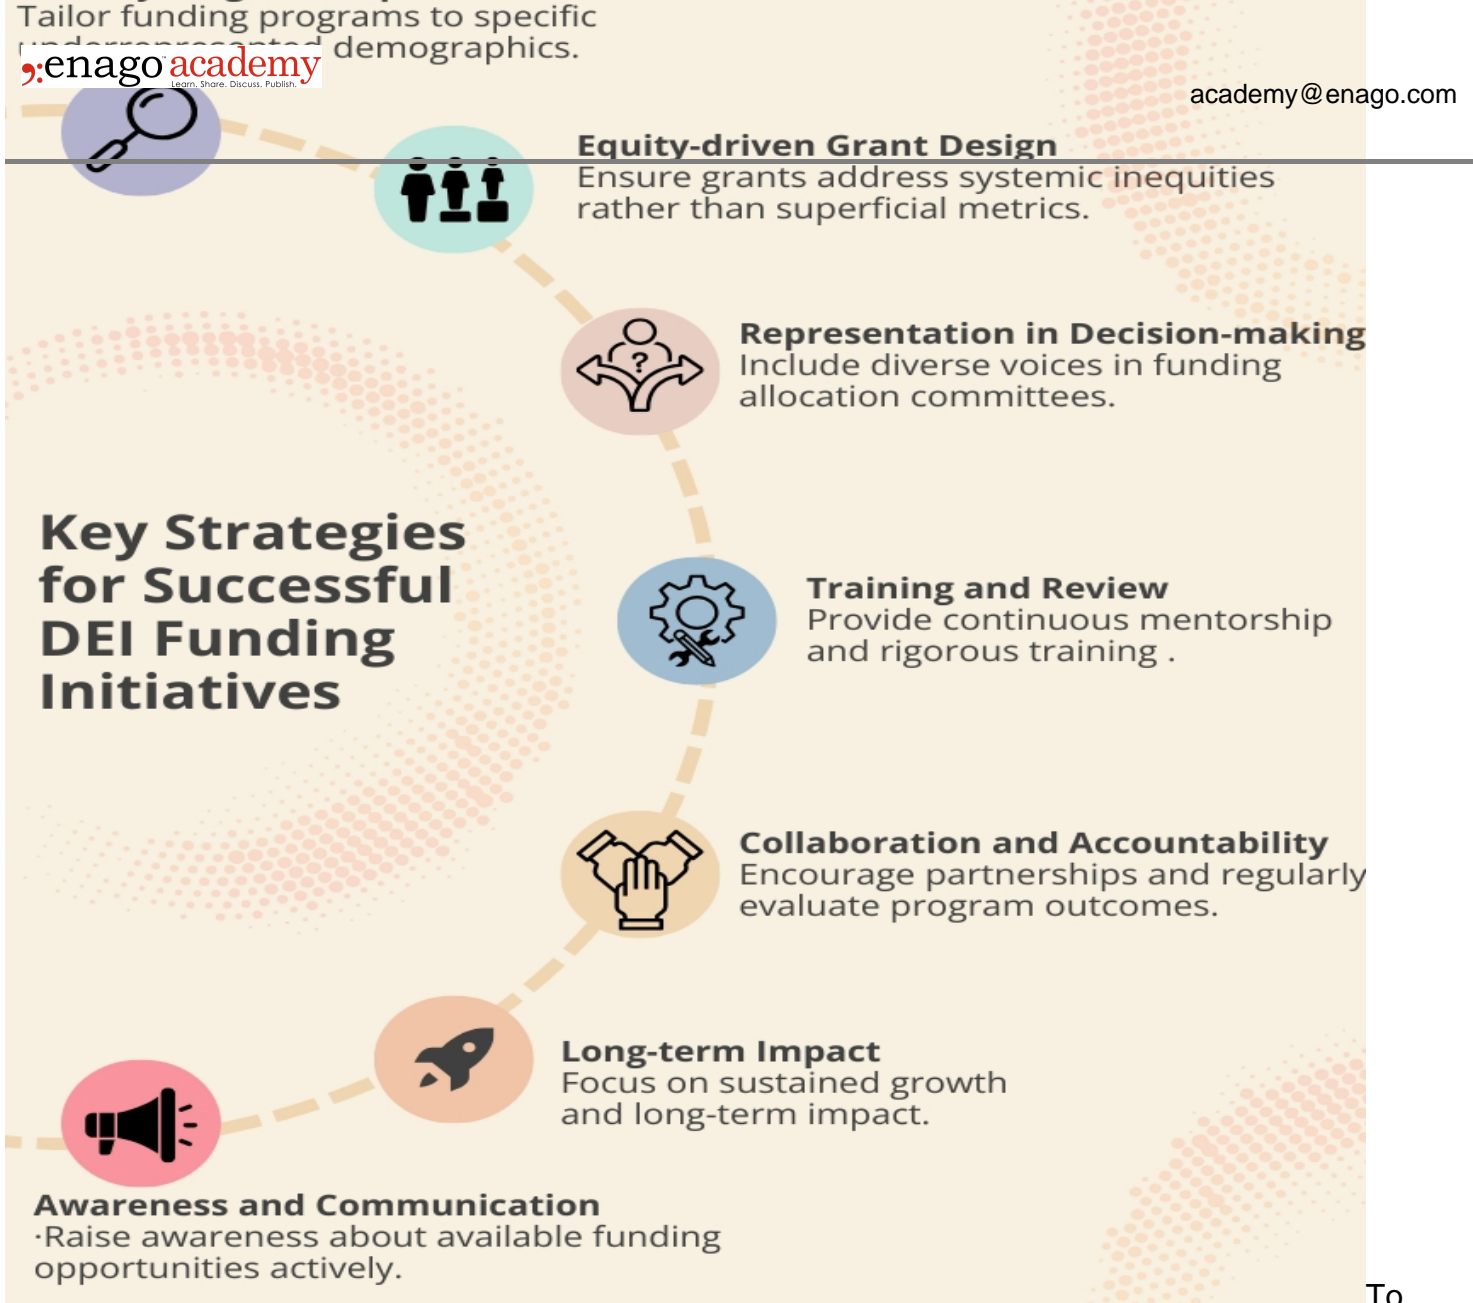 Tailor funding programs to specific
underrepresented demographics.
enago academy
Learn. Share. Discuss. Publish.
academy@enago.com
Equity-driven Grant Design
Ensure grants address systemic inequities
rather than superficial metrics.
Representation in Decision-making
Include diverse voices in funding
allocation committees.
Key Strategies
for Successful
DEI Funding
Initiatives
Training and Review
Provide continuous mentorship
and rigorous training .
Collaboration and Accountability
Encourage partnerships and regularly
evaluate program outcomes.
Long-term Impact
Focus on sustained growth
and long-term impact.
Awareness and Communication
·Raise awareness about available funding
opportunities actively.
To